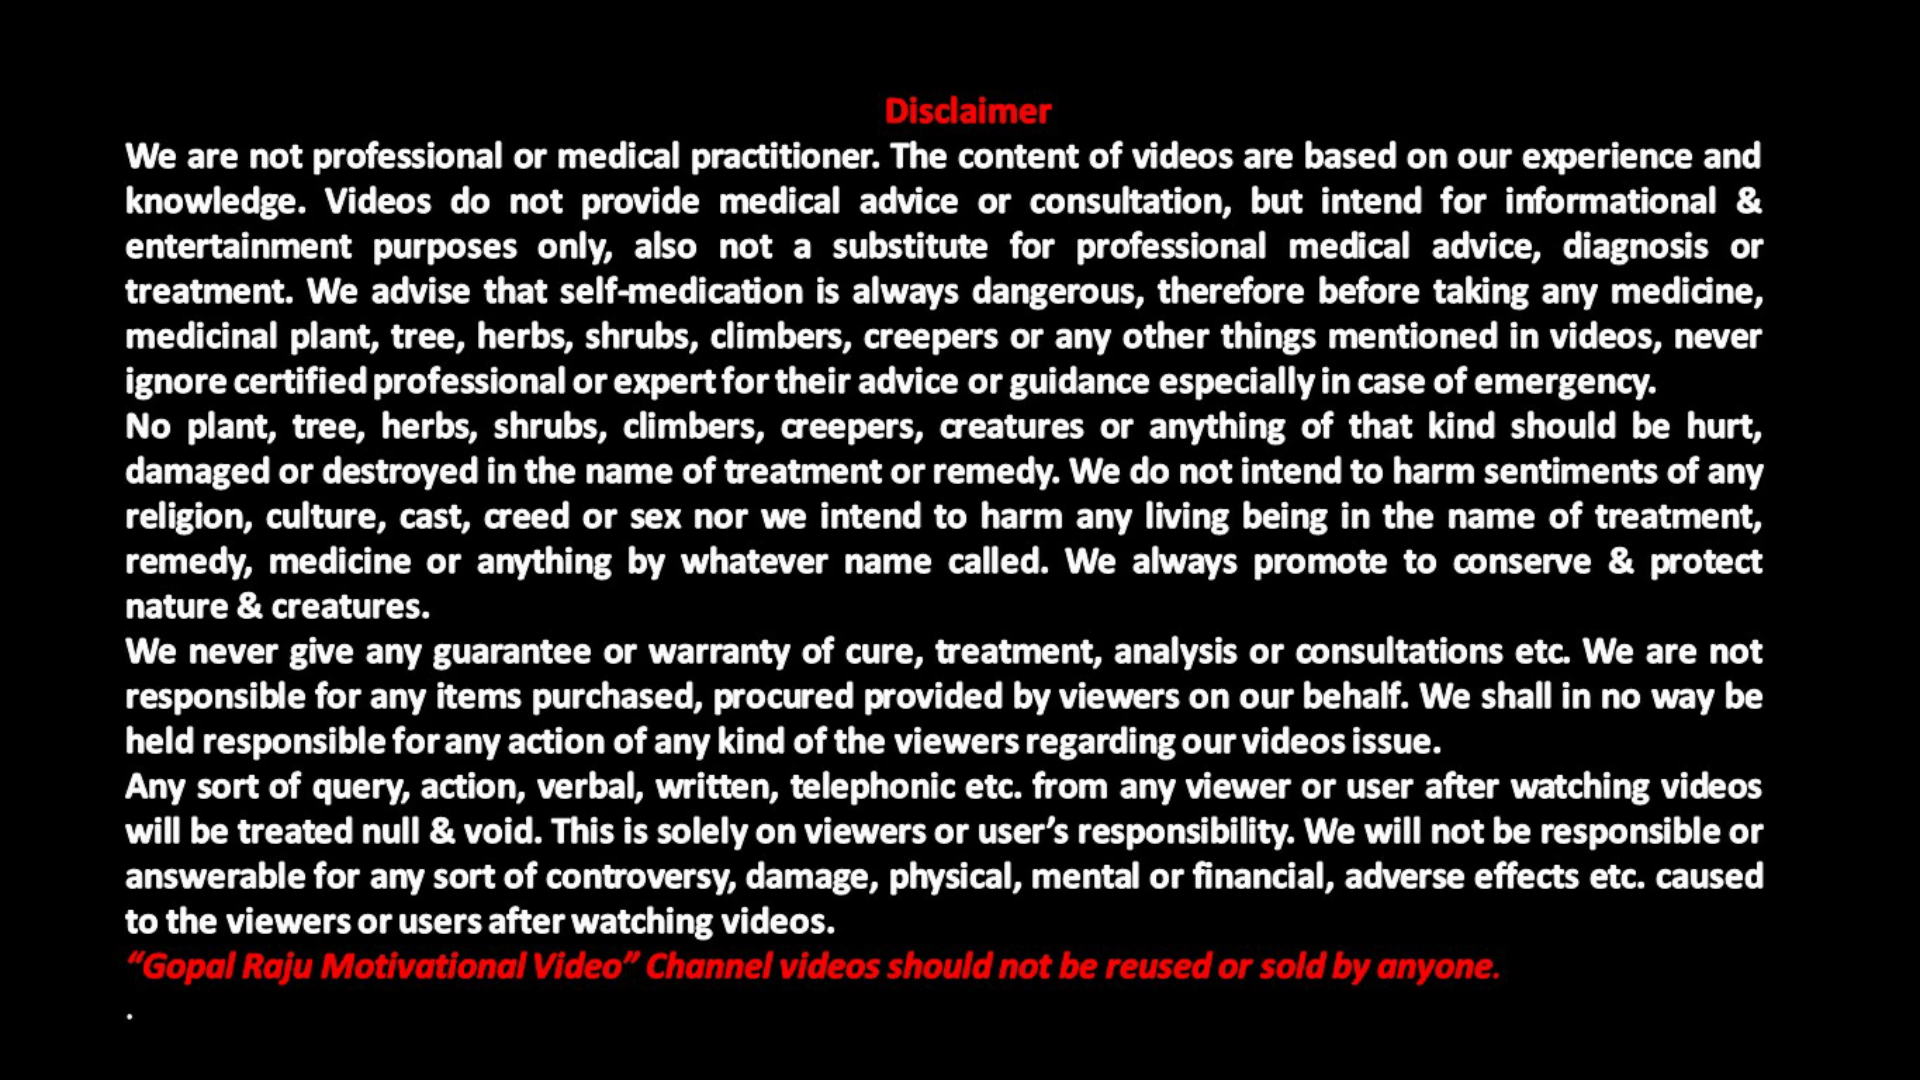 Disclaimer
We are not professional or medical practitioner. The content of videos are based on our experience and
knowledge. Videos do not provide medical advice or consultation, but intend for informational &
entertainment purposes only, also not a substitute for professional medical advice, diagnosis or
treatment. We advise that self-medication is always dangerous, therefore before taking any medicine,
medicinal plant, tree, herbs, shrubs, climbers, creepers or any other things mentioned in videos, never
ignore certified professional or expert for their advice or guidance especially in case of emergency.
No plant, tree, herbs, shrubs, climbers, creepers, creatures or anything of that kind should be hurt,
damaged or destroyed in the name of treatment or remedy. We do not intend to harm sentiments of any
religion, culture, cast, creed or sex nor we intend to harm any living being in the name of treatment,
remedy, medicine or anything by whatever name called. We always promote to conserve & protect
nature & creatures.
We never give any guarantee or warranty of cure, treatment, analysis or consultations etc. We are not
responsible for any items purchased, procured provided by viewers on our behalf. We shall in no way be
held responsible for any action of any kind of the viewers regarding our videos issue.
Any sort of query, action, verbal, written, telephonic etc. from any viewer or user after watching videos
will be treated null & void. This is solely on viewers or user’s responsibility. We will not be responsible or
answerable for any sort of controversy, damage, physical, mental or financial, adverse effects etc. caused
to the viewers or users after watching videos.
“Gopal Raju Motivational Video” Channel videos should not be reused or sold by anyone.
.